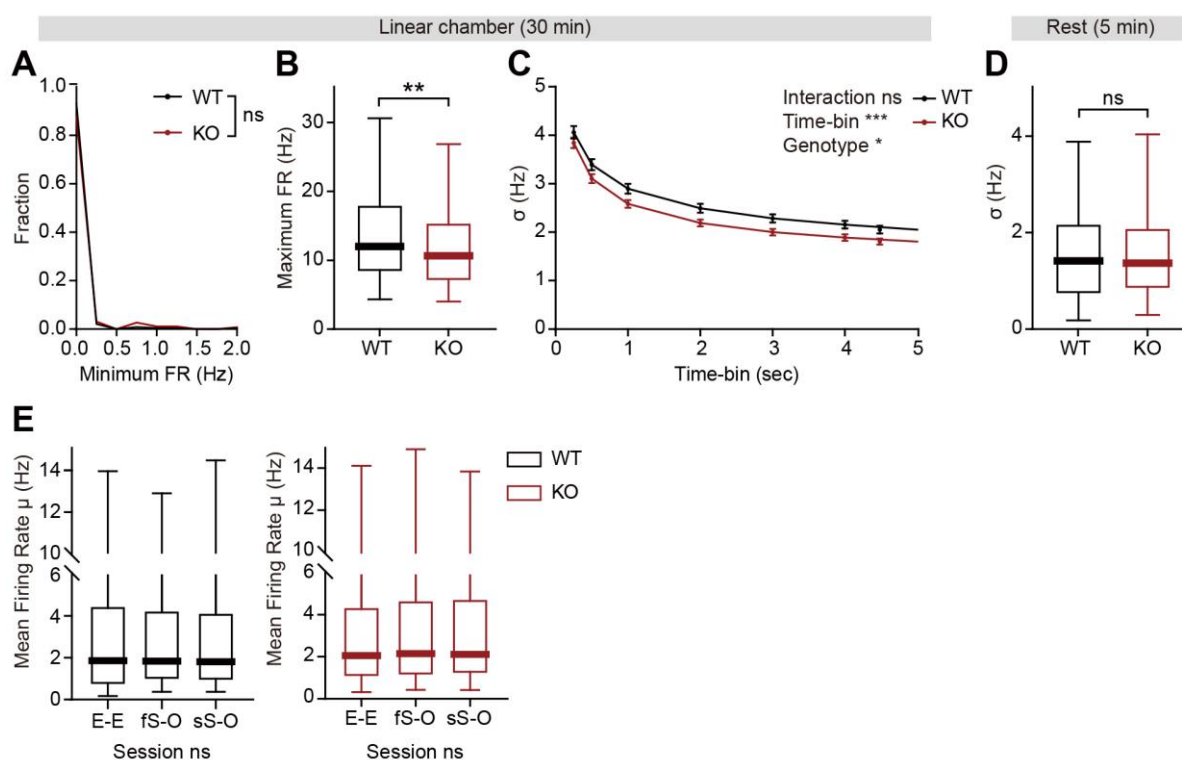 Linear chamber (30 min)
Rest (5 min)
A
1.0
0.8
0.6
0.4
0.2
0.0
Fraction
WT
KO
ns
0.0 0.5 1.0 1.5 2.0
Minimum FR (Hz)
B
30
20
10
0
Maximum FR (Hz)
**
WT KO
C
5
4
3
2
1
0
σ (Hz)
Interaction ns
Time-bin ***
Genotype *
WT
KO
0 1 2 3 4 5
Time-bin (sec)
D
4
2
0
σ (Hz)
ns
WT KO
E
14
12
10
6
4
2
0
Mean Firing Rate μ (Hz)
E-E fS-O sS-O
Session ns
14
12
10
6
4
2
0
Mean Firing Rate μ (Hz)
E-E fS-O sS-O
Session ns
WT
KO